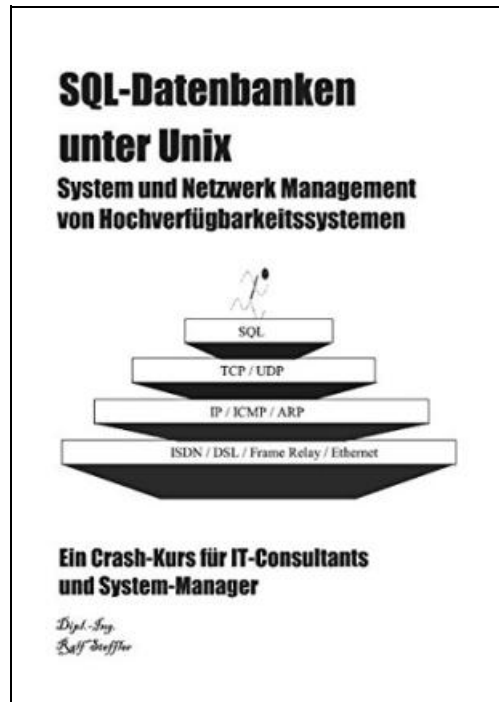 SQL-Datenbanken
unter Unix
System und Netzwerk Management
von Hochverfügbarkeitssystemen
SQL
TCP / UDP
IP / ICMP / ARP
ISDN / DSL / Frame Relay / Ethernet
Ein Crash-Kurs für IT-Consultants
und System-Manager
Dipl.-Ing.
Ralf Steffler